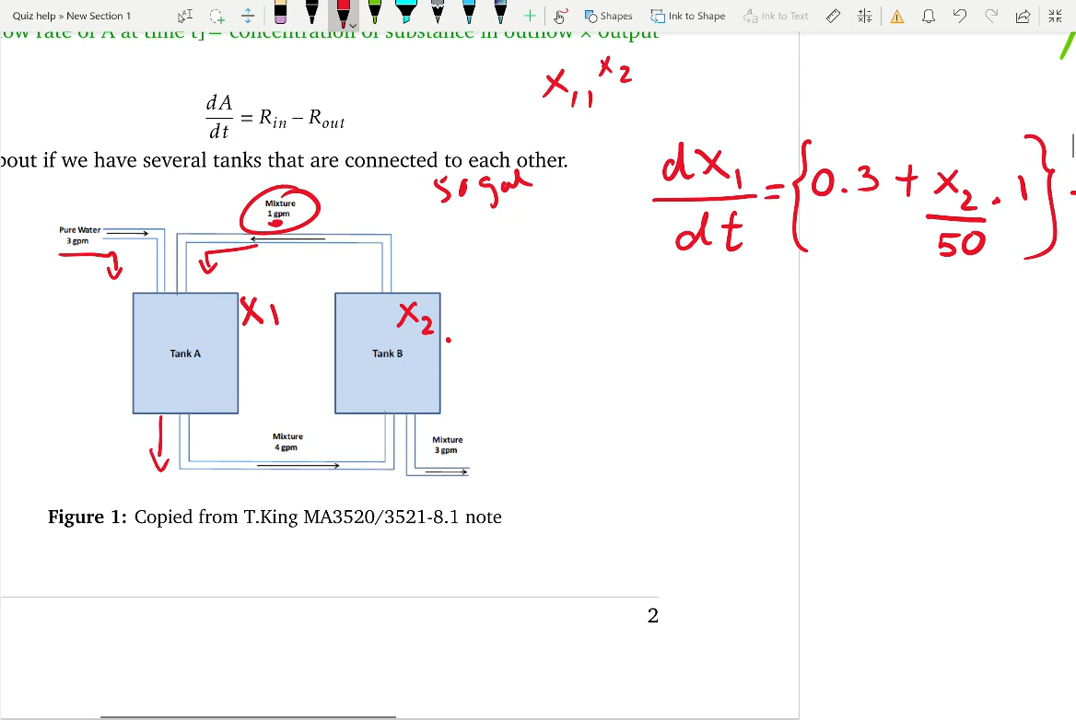 Quiz help » New Section 1
Shapes
Ink to Shape
Ink to Text
ow rate of A at time t]= concentration of substance in outflow × output
x₁, x₂
dA/dt = R_in − R_out
bout if we have several tanks that are connected to each other.
50 gal
dx₁/dt = {0.3 + x₂/50 . 1}
Mixture
1 gpm
Pure Water
3 gpm
x₁
x₂
Tank A
Tank B
Mixture
4 gpm
Mixture
3 gpm
Figure 1: Copied from T.King MA3520/3521-8.1 note
2